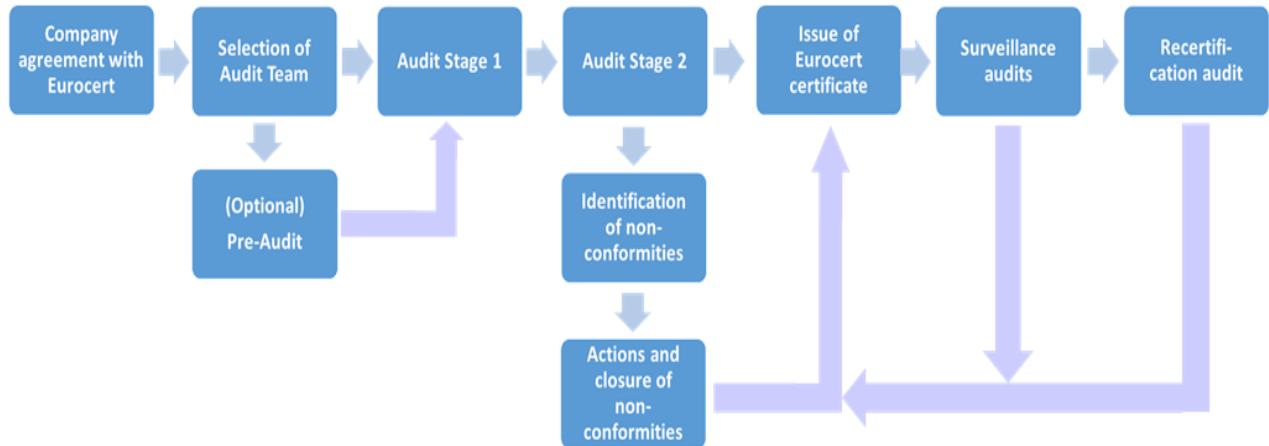 Company
agreement with
Eurocert
Selection of
Audit Team
Audit Stage 1
Audit Stage 2
Issue of
Eurocert
certificate
Surveillance
audits
Recertifi-
cation audit
(Optional)
Pre-Audit
Identification
of non-
conformities
Actions and
closure of
non-
conformities